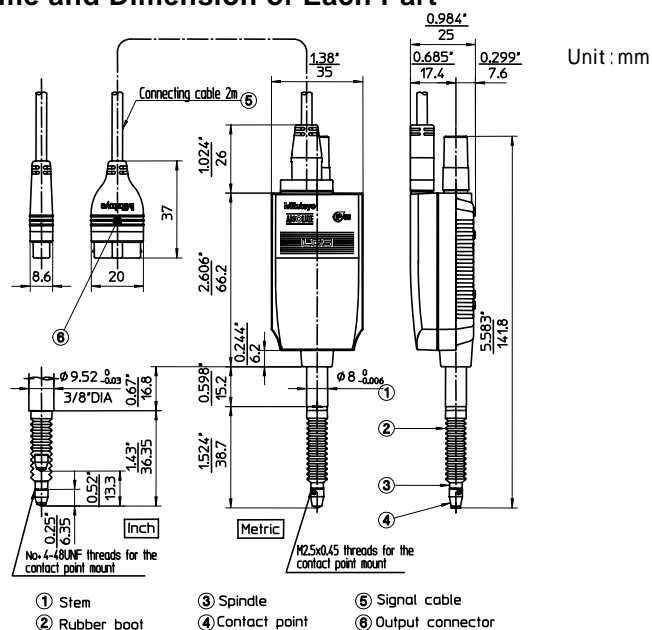 me and Dimension of Each Part
Unit : mm
0.984"
25
0.685"
17.4
0.299"
7.6
1.38"
35
Connecting cable 2m ⑤
1.024"
26
37
Mitutoyo
Mitutoyo
ABSOLUTE
8.6
20
2.606"
66.2
⑥
0.244"
6.2
5.583"
141.8
φ9.52 0 -0.03
3/8"DIA
0.67"
16.8
0.598"
15.2
φ8 0 -0.006
①
1.43"
36.35
1.524"
38.7
②
0.52"
13.3
③
0.25"
6.35
④
Inch
Metric
No. 4-48UNF threads for the
contact point mount
M2.5x0.45 threads for the
contact point mount
① Stem
③ Spindle
⑤ Signal cable
② Rubber boot
④ Contact point
⑥ Output connector